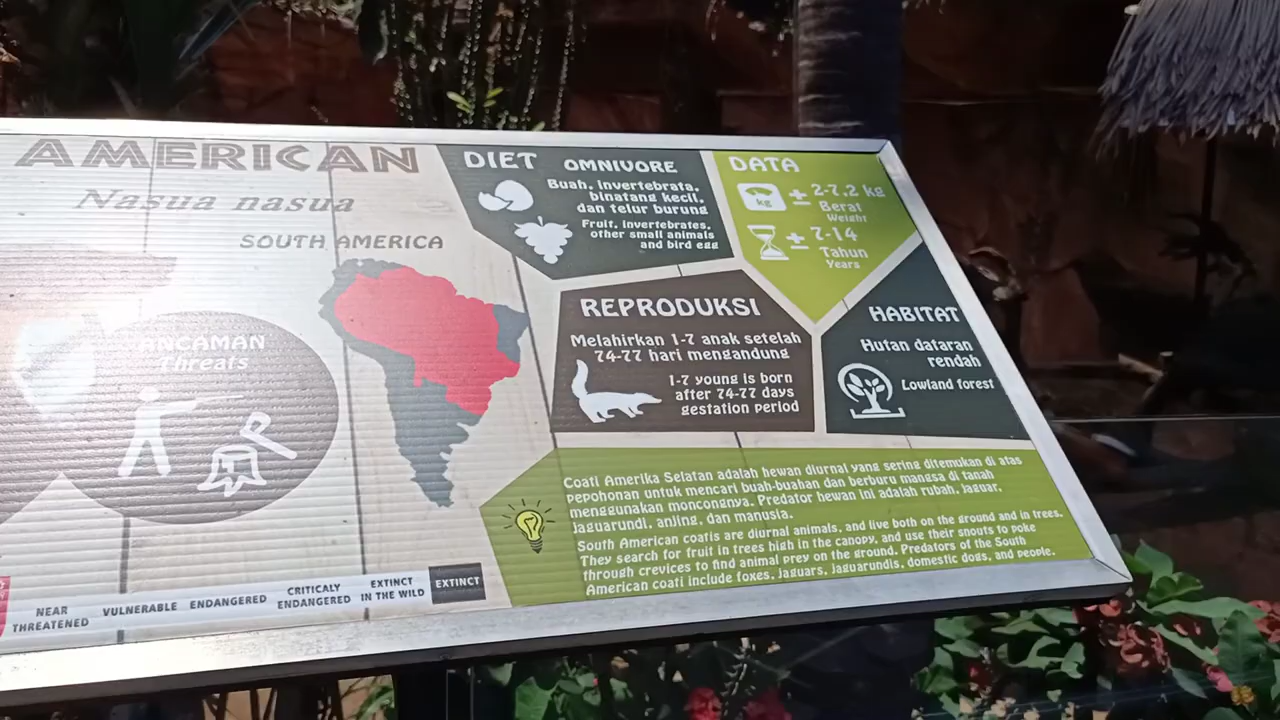 AMERICAN
Nasua nasua
SOUTH AMERICA
ANCAMAN
Threats
NEAR
THREATENED
VULNERABLE
ENDANGERED
CRITICALY
ENDANGERED
EXTINCT
IN THE WILD
EXTINCT
DIET OMNIVORE
Buah, invertebrata,
binatang kecil,
dan telur burung
Fruit, invertebrates,
other small animals
and bird egg
DATA
kg
± 2-7,2 kg
Berat
Weight
± 7-14
Tahun
Years
REPRODUKSI
Melahirkan 1-7 anak setelah
74-77 hari mengandung
1-7 young is born
after 74-77 days
gestation period
HABITAT
Hutan dataran
rendah
Lowland forest
Coati Amerika Selatan adalah hewan diurnal yang sering ditemukan di atas
pepohonan untuk mencari buah-buahan dan berburu mangsa di tanah
menggunakan moncongnya. Predator hewan ini adalah rubah, Jaguar,
Jaguarundi, anjing, dan manusia.
South American coatis are diurnal animals, and live both on the ground and in trees.
They search for fruit in trees high in the canopy, and use their snouts to poke
through crevices to find animal prey on the ground. Predators of the South
American coati include foxes, jaguars, jaguarundis, domestic dogs, and people.